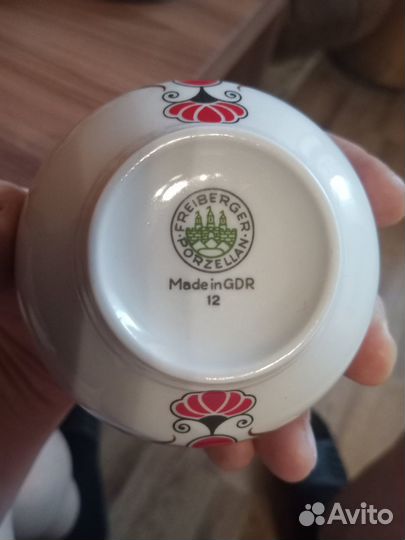 FREIBERGER
PORZELLAN
Made in GDR
12
Avito